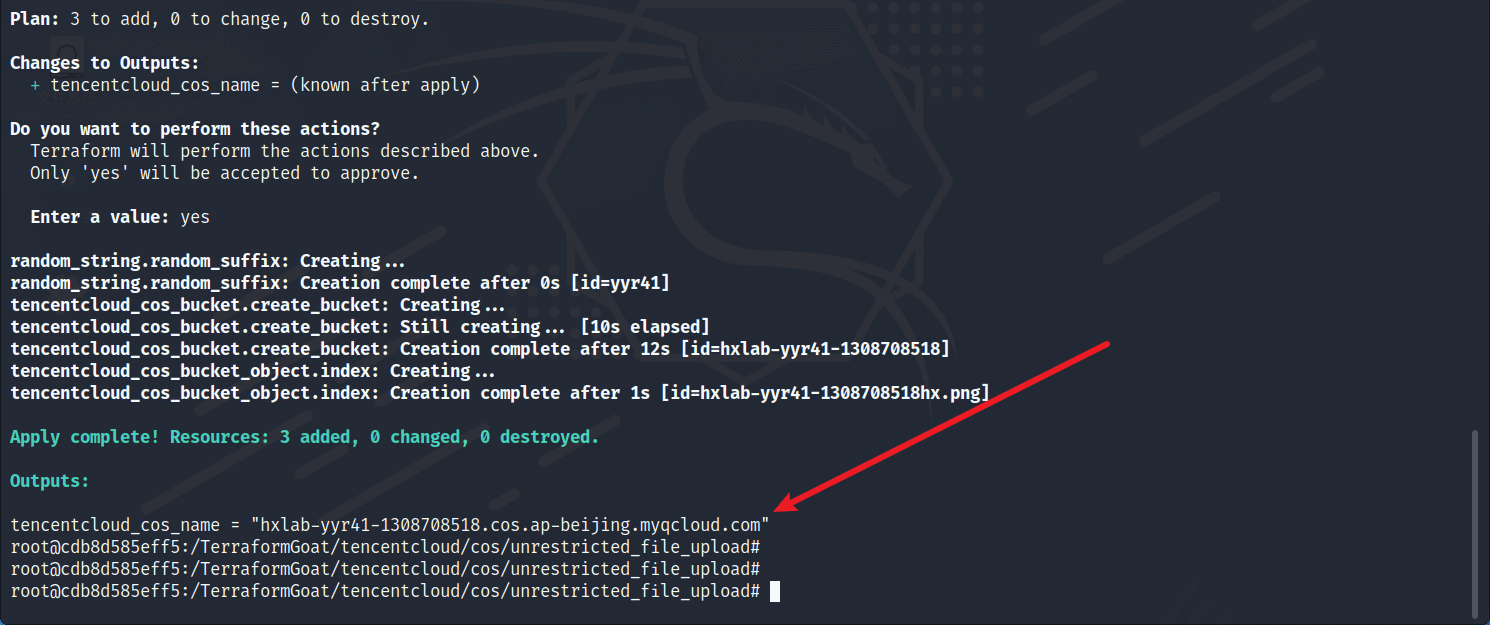 Plan: 3 to add, 0 to change, 0 to destroy.
Changes to Outputs:
+ tencentcloud_cos_name = (known after apply)
Do you want to perform these actions?
Terraform will perform the actions described above.
Only 'yes' will be accepted to approve.
Enter a value: yes
random_string.random_suffix: Creating...
random_string.random_suffix: Creation complete after 0s [id=yyr41]
tencentcloud_cos_bucket.create_bucket: Creating...
tencentcloud_cos_bucket.create_bucket: Still creating... [10s elapsed]
tencentcloud_cos_bucket.create_bucket: Creation complete after 12s [id=hxlab-yyr41-1308708518]
tencentcloud_cos_bucket_object.index: Creating...
tencentcloud_cos_bucket_object.index: Creation complete after 1s [id=hxlab-yyr41-1308708518hx.png]
Apply complete! Resources: 3 added, 0 changed, 0 destroyed.
Outputs:
tencentcloud_cos_name = "hxlab-yyr41-1308708518.cos.ap-beijing.myqcloud.com"
root@cdb8d585eff5:/TerraformGoat/tencentcloud/cos/unrestricted_file_upload#
root@cdb8d585eff5:/TerraformGoat/tencentcloud/cos/unrestricted_file_upload#
root@cdb8d585eff5:/TerraformGoat/tencentcloud/cos/unrestricted_file_upload#